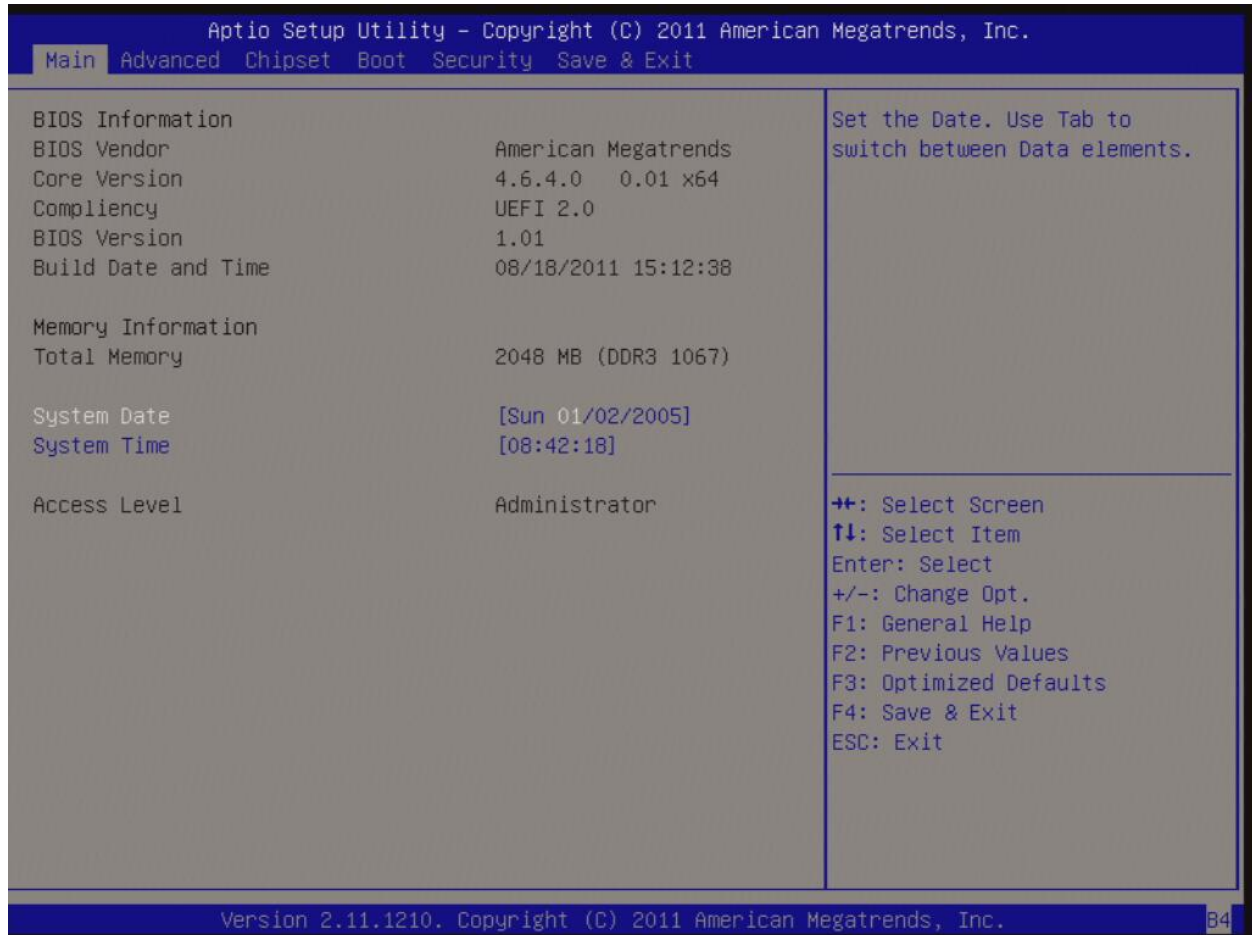 Aptio Setup Utility – Copyright (C) 2011 American Megatrends, Inc.
Main Advanced Chipset Boot Security Save & Exit
BIOS Information
BIOS Vendor American Megatrends
Core Version 4.6.4.0 0.01 x64
Compliency UEFI 2.0
BIOS Version 1.01
Build Date and Time 08/18/2011 15:12:38
Memory Information
Total Memory 2048 MB (DDR3 1067)
System Date [Sun 01/02/2005]
System Time [08:42:18]
Access Level Administrator
Set the Date. Use Tab to
switch between Data elements.
→←: Select Screen
↑↓: Select Item
Enter: Select
+/-: Change Opt.
F1: General Help
F2: Previous Values
F3: Optimized Defaults
F4: Save & Exit
ESC: Exit
Version 2.11.1210. Copyright (C) 2011 American Megatrends, Inc.
B4